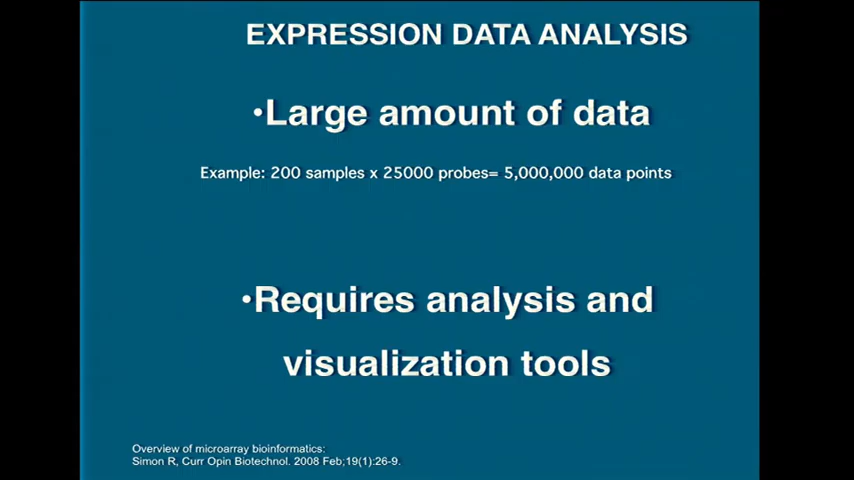 EXPRESSION DATA ANALYSIS
•Large amount of data
Example: 200 samples x 25000 probes= 5,000,000 data points
•Requires analysis and
visualization tools
Overview of microarray bioinformatics:
Simon R, Curr Opin Biotechnol. 2008 Feb;19(1):26-9.